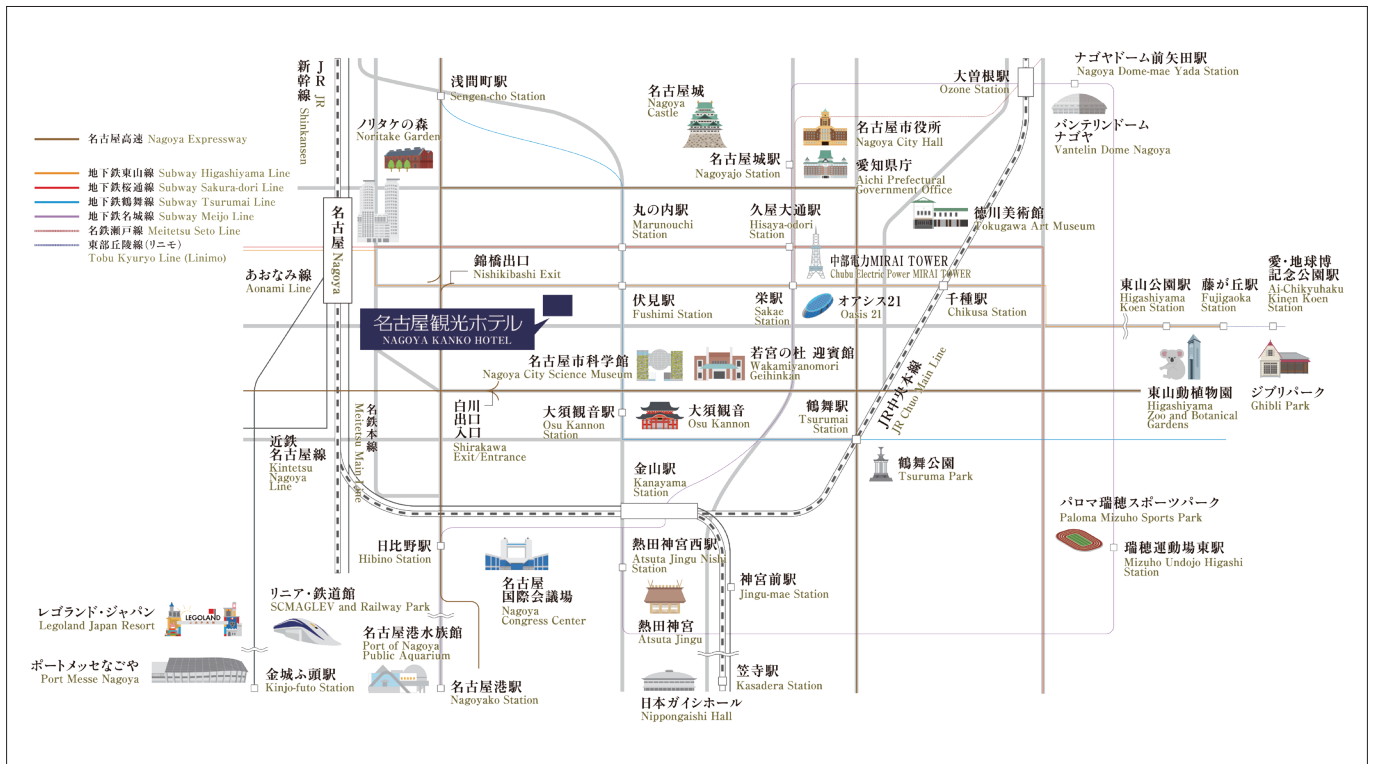 名古屋高速 Nagoya Expressway
地下鉄東山線 Subway Higashiyama Line
地下鉄桜通線 Subway Sakura-dori Line
地下鉄鶴舞線 Subway Tsurumai Line
地下鉄名城線 Subway Meijo Line
名鉄瀬戸線 Meitetsu Seto Line
東部丘陵線(リニモ)
Tobu Kyuryo Line (Linimo)
JR JR
新幹線 Shinkansen
浅間町駅
Sengen-cho Station
ノリタケの森
Noritake Garden
名古屋城
Nagoya
Castle
名古屋城駅
Nagoyajo Station
名古屋市役所
Nagoya City Hall
愛知県庁
Aichi Prefectural
Government Office
大曽根駅
Ozone Station
ナゴヤドーム前矢田駅
Nagoya Dome-mae Yada Station
バンテリンドーム
ナゴヤ
Vantelin Dome Nagoya
徳川美術館
Tokugawa Art Museum
名古屋 Nagoya
丸の内駅
Marunouchi
Station
久屋大通駅
Hisaya-odori
Station
中部電力MIRAI TOWER
Chubu Electric Power MIRAI TOWER
錦橋出口
Nishikibashi Exit
あおなみ線
Aonami Line
名古屋観光ホテル
NAGOYA KANKO HOTEL
伏見駅
Fushimi Station
栄駅
Sakae
Station
オアシス21
Oasis 21
千種駅
Chikusa Station
東山公園駅
Higashiyama
Koen Station
藤が丘駅
Fujigaoka
Station
愛・地球博
記念公園駅
Ai-Chikyuhaku
Kinen Koen
Station
名古屋市科学館
Nagoya City Science Museum
若宮の杜 迎賓館
Wakamiyanomori
Geihinkan
東山動植物園
Higashiyama
Zoo and Botanical
Gardens
ジブリパーク
Ghibli Park
名鉄本線
Meitetsu Main Line
白川
出口
入口
Shirakawa
Exit/Entrance
大須観音駅
Osu Kannon
Station
大須観音
Osu Kannon
鶴舞駅
Tsurumai
Station
JR中央本線
JR Chuo Main Line
近鉄
名古屋線
Kintetsu
Nagoya
Line
金山駅
Kanayama
Station
鶴舞公園
Tsuruma Park
パロマ瑞穂スポーツパーク
Paloma Mizuho Sports Park
瑞穂運動場東駅
Mizuho Undojo Higashi
Station
日比野駅
Hibino Station
名古屋
国際会議場
Nagoya
Congress Center
熱田神宮西駅
Atsuta Jingu Nishi
Station
熱田神宮
Atsuta Jingu
神宮前駅
Jingu-mae Station
レゴランド・ジャパン
Legoland Japan Resort
LEGOLAND
JAPAN
リニア・鉄道館
SCMAGLEV and Railway Park
名古屋港水族館
Port of Nagoya
Public Aquarium
ポートメッセなごや
Port Messe Nagoya
金城ふ頭駅
Kinjo-futo Station
名古屋港駅
Nagoyako Station
日本ガイシホール
Nippongaishi Hall
笠寺駅
Kasadera Station